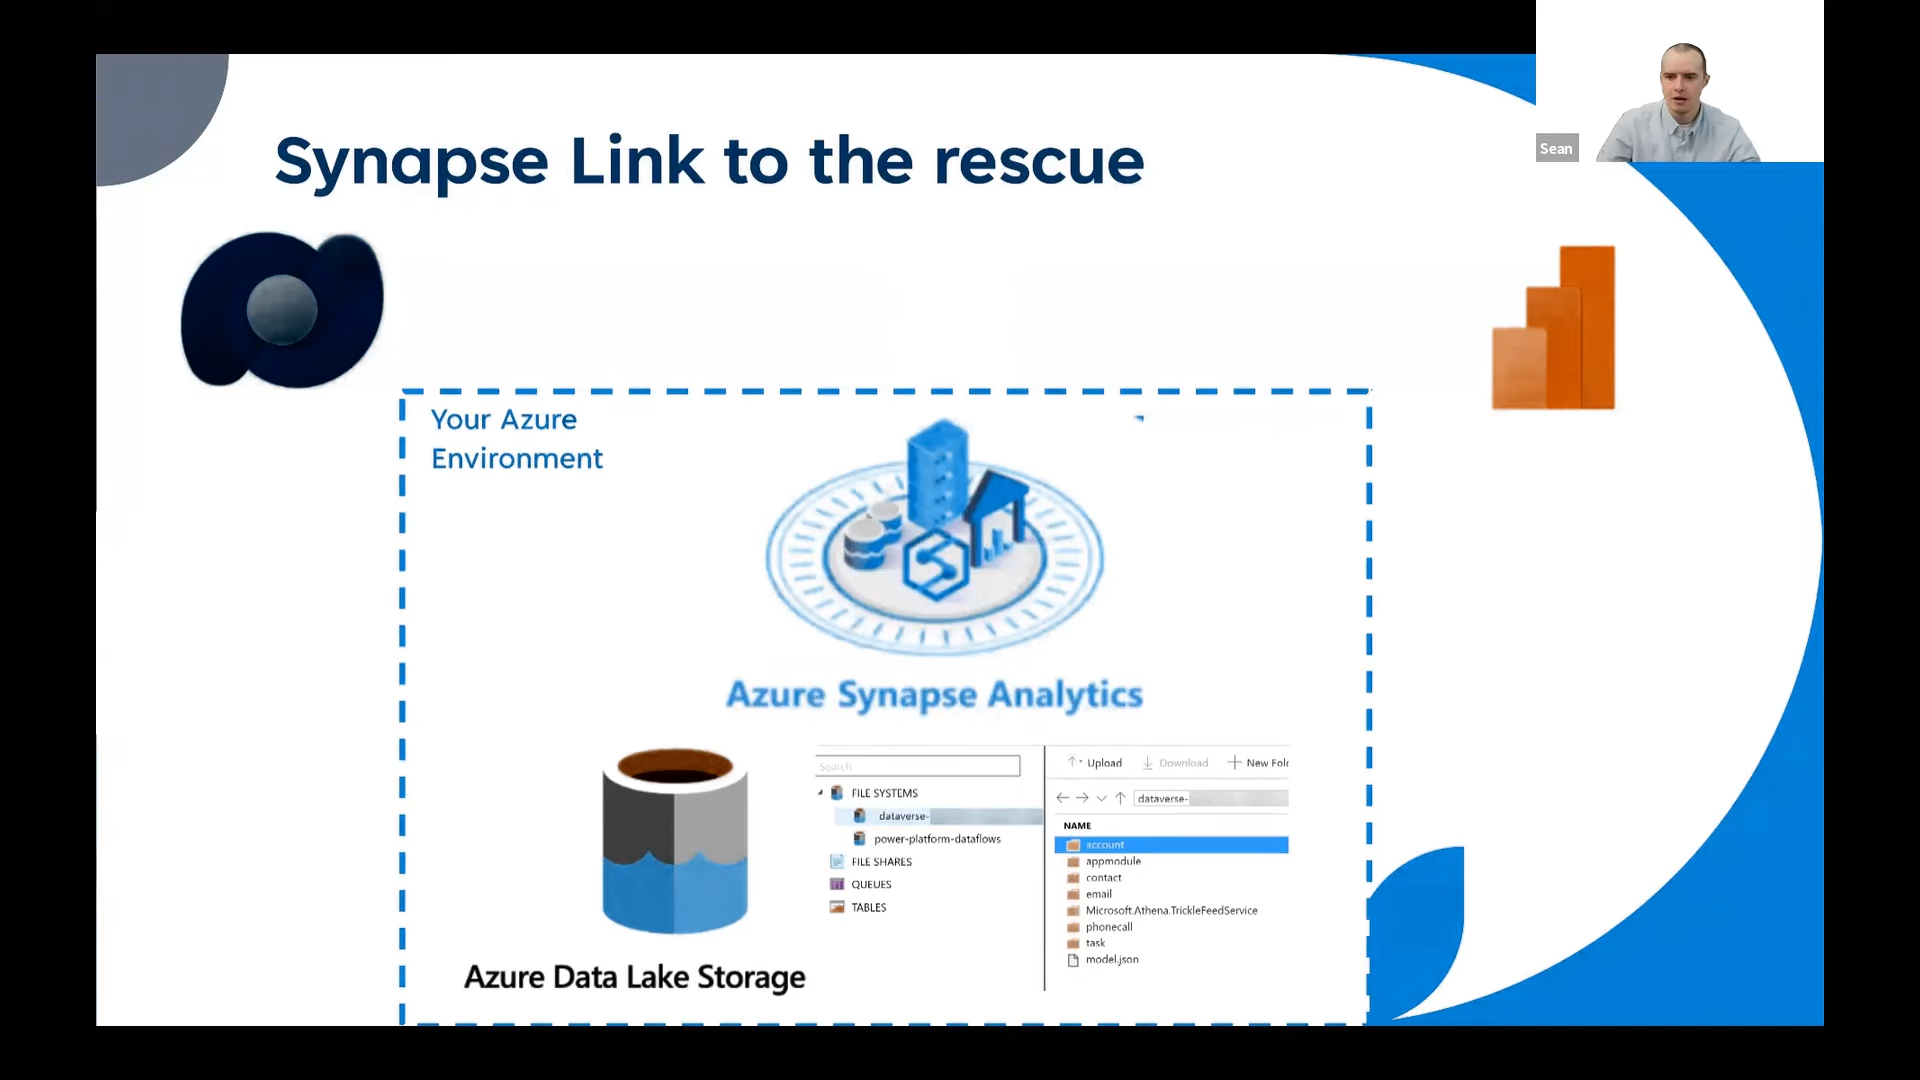 Synapse Link to the rescue
Sean
Your Azure
Environment
Azure Synapse Analytics
Azure Data Lake Storage
Search
FILE SYSTEMS
dataverse-
power-platform-dataflows
FILE SHARES
QUEUES
TABLES
Upload Download New Fol
dataverse-
NAME
account
appmodule
contact
email
Microsoft.Athena.TrickleFeedService
phonecall
task
model.json